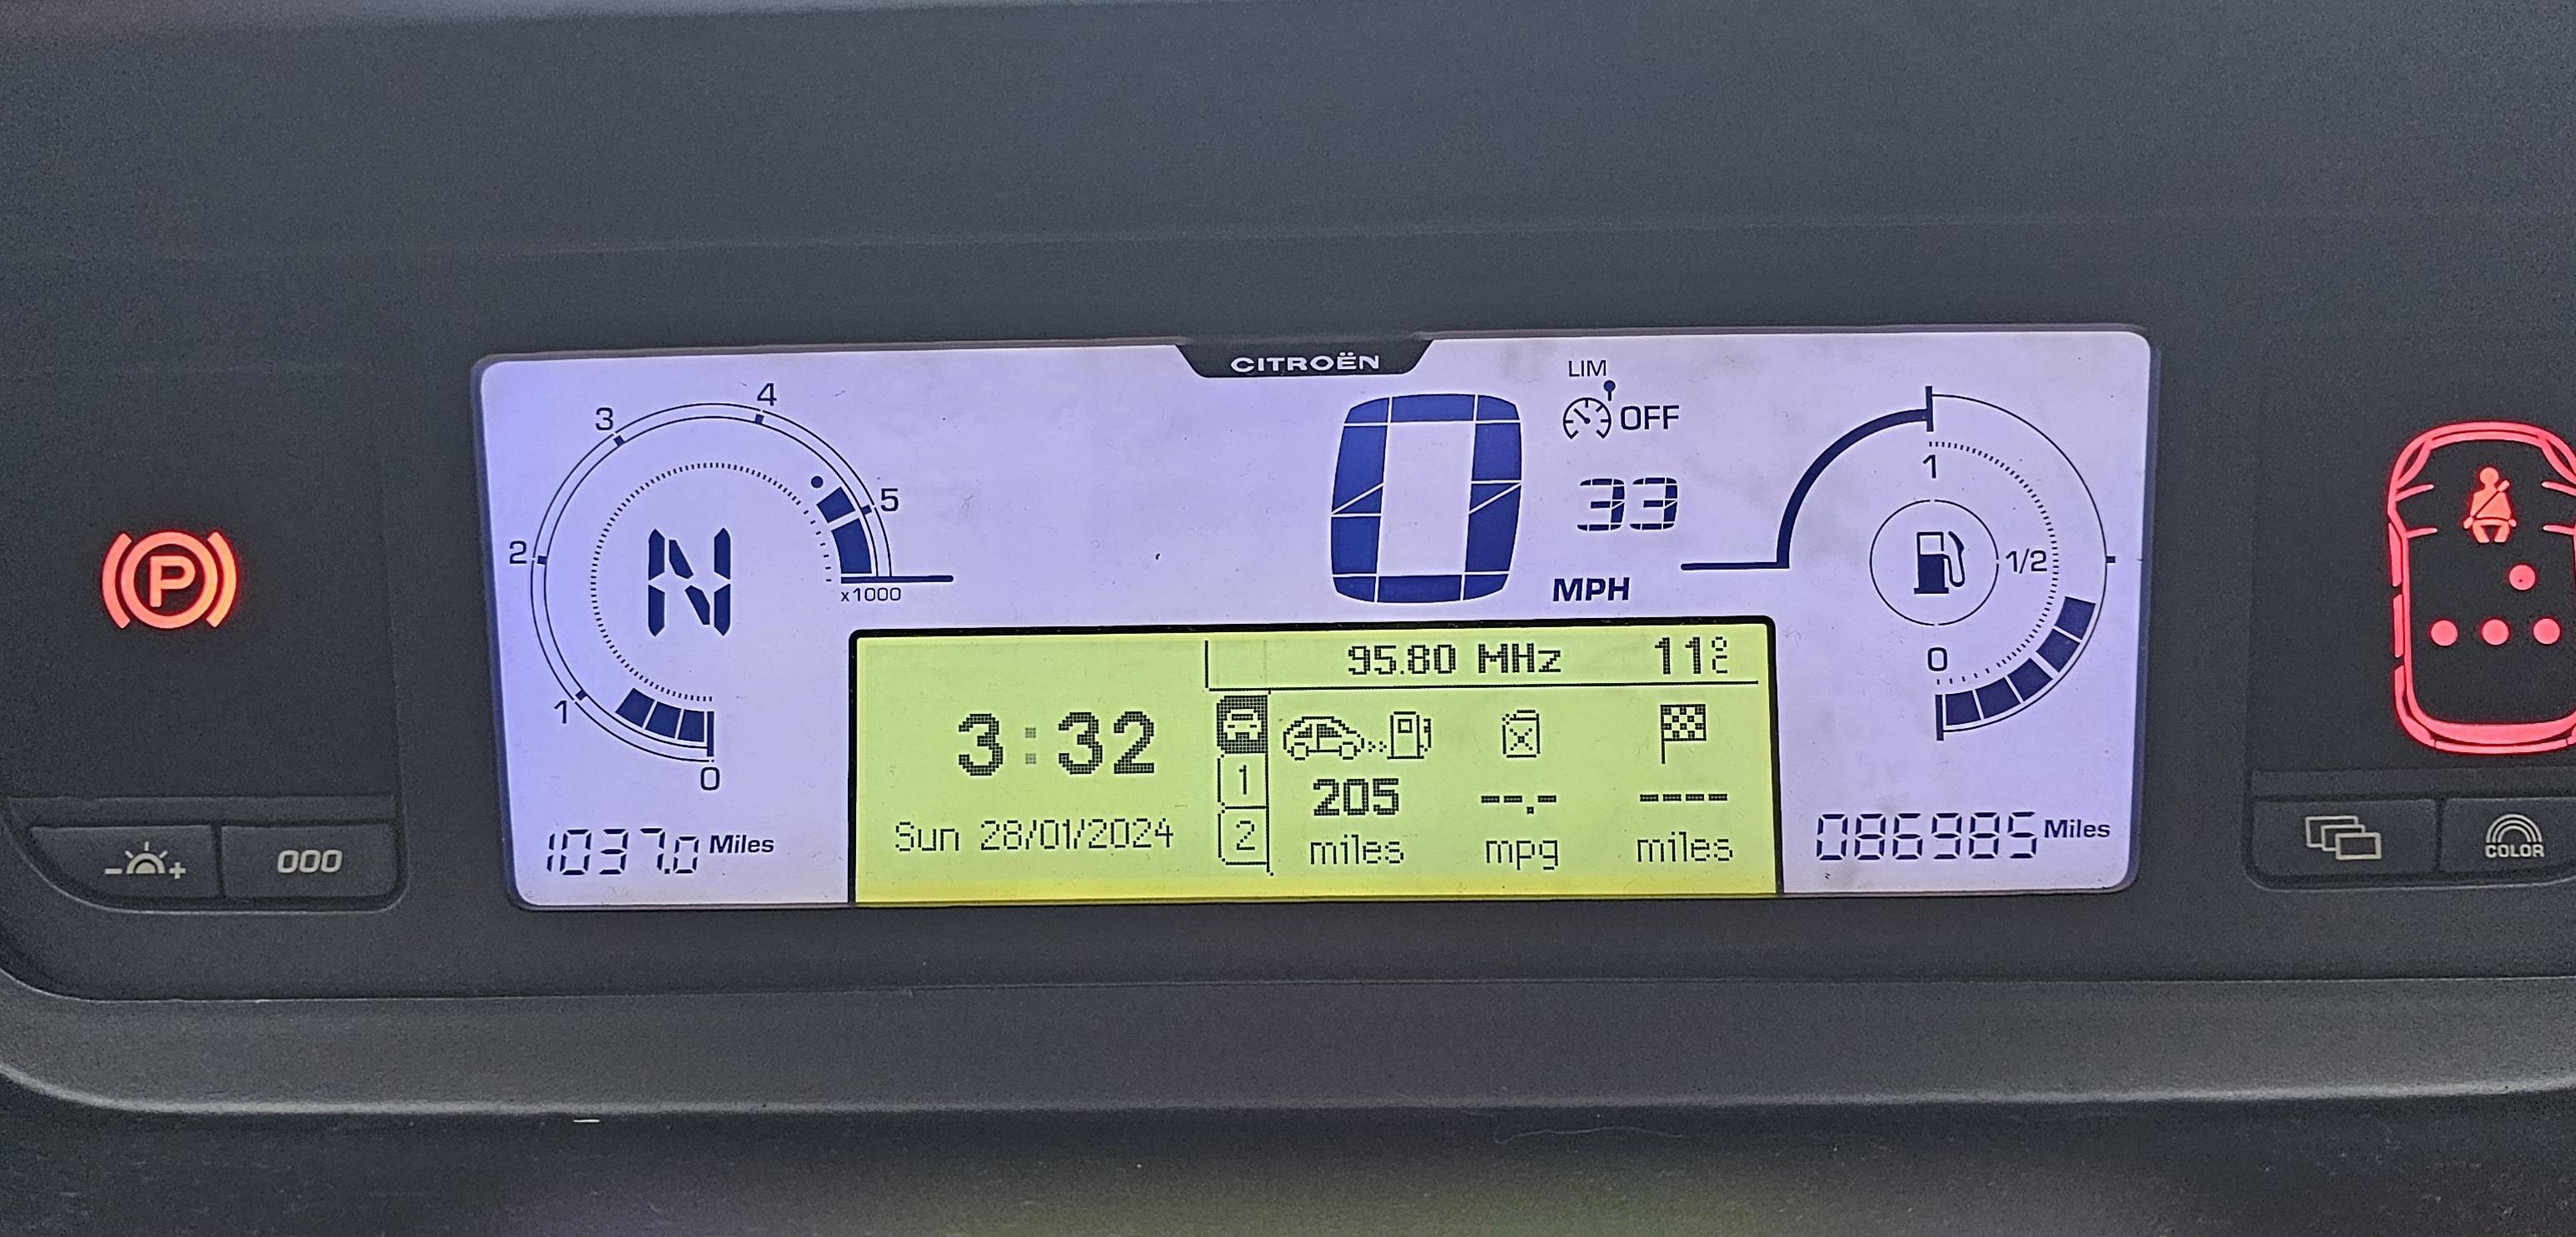 CITROËN
LIM
OFF
33
0
MPH
4
3
5
2
x1000
N
1
0
1037.0 Miles
1
1/2
0
95.80 MHz 11°C
3:32
Sun 28/01/2024
1
2
205
miles
--.-
mpg
----
miles
086985 Miles
P
000
COLOR